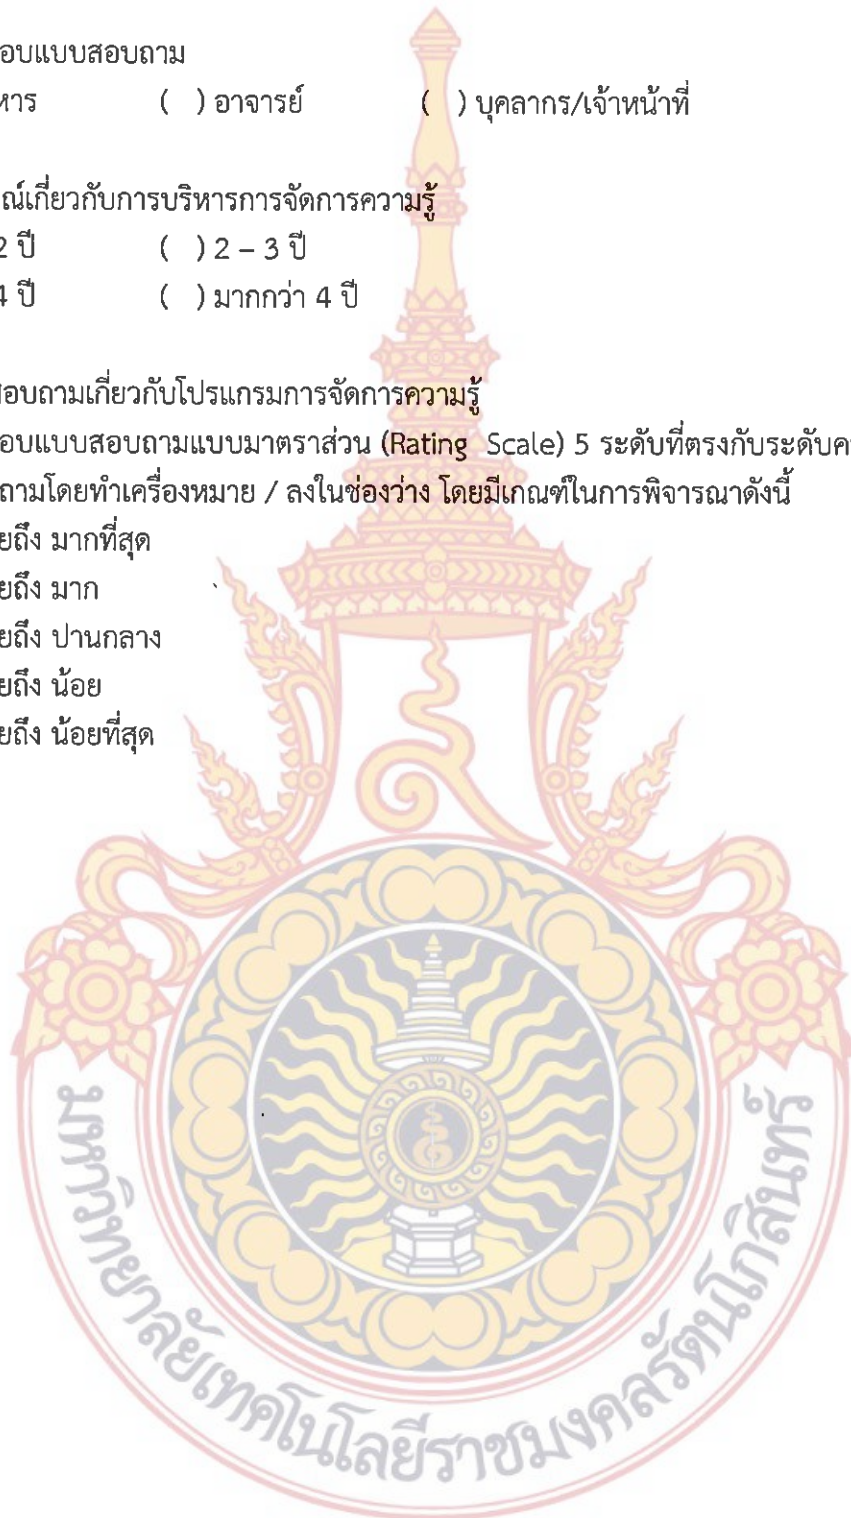 อบแบบสอบถาม
หาร ( ) อาจารย์ ( ) บุคลากร/เจ้าหน้าที่
ณ์เกี่ยวกับการบริหารการจัดการความรู้
2 ปี ( ) 2 – 3 ปี
4 ปี ( ) มากกว่า 4 ปี
สอบถามเกี่ยวกับโปรแกรมการจัดการความรู้
อบแบบสอบถามแบบมาตราส่วน (Rating Scale) 5 ระดับที่ตรงกับระดับค
ถามโดยทำเครื่องหมาย / ลงในช่องว่าง โดยมีเกณฑ์ในการพิจารณาดังนี้
ยถึง มากที่สุด
ยถึง มาก
ยถึง ปานกลาง
ยถึง น้อย
ยถึง น้อยที่สุด
มหาวิทยาลัยเทคโนโลยีราชมงคลรัตนโกสินทร์